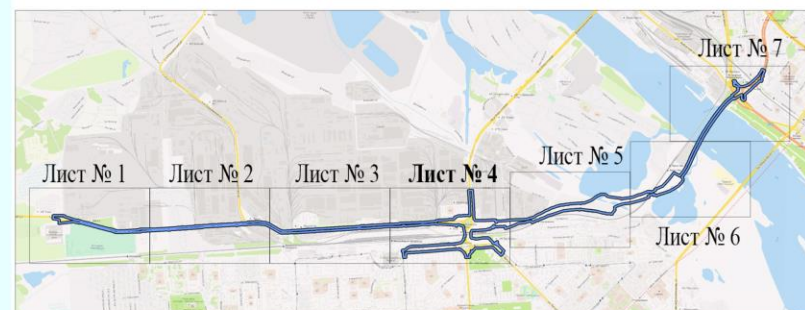 Лист № 7
Лист № 5
Лист № 1
Лист № 2
Лист № 3
Лист № 4
Лист № 6